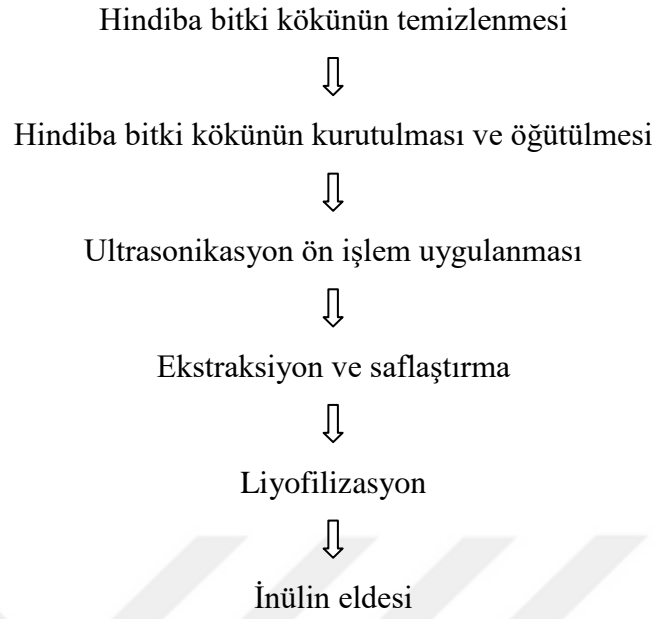 Hindiba bitki kökünün temizlenmesi
Hindiba bitki kökünün kurutulması ve öğütülmesi
Ultrasonikasyon ön işlem uygulanması
Ekstraksiyon ve saflaştırma
Liyofilizasyon
İnülin eldesi